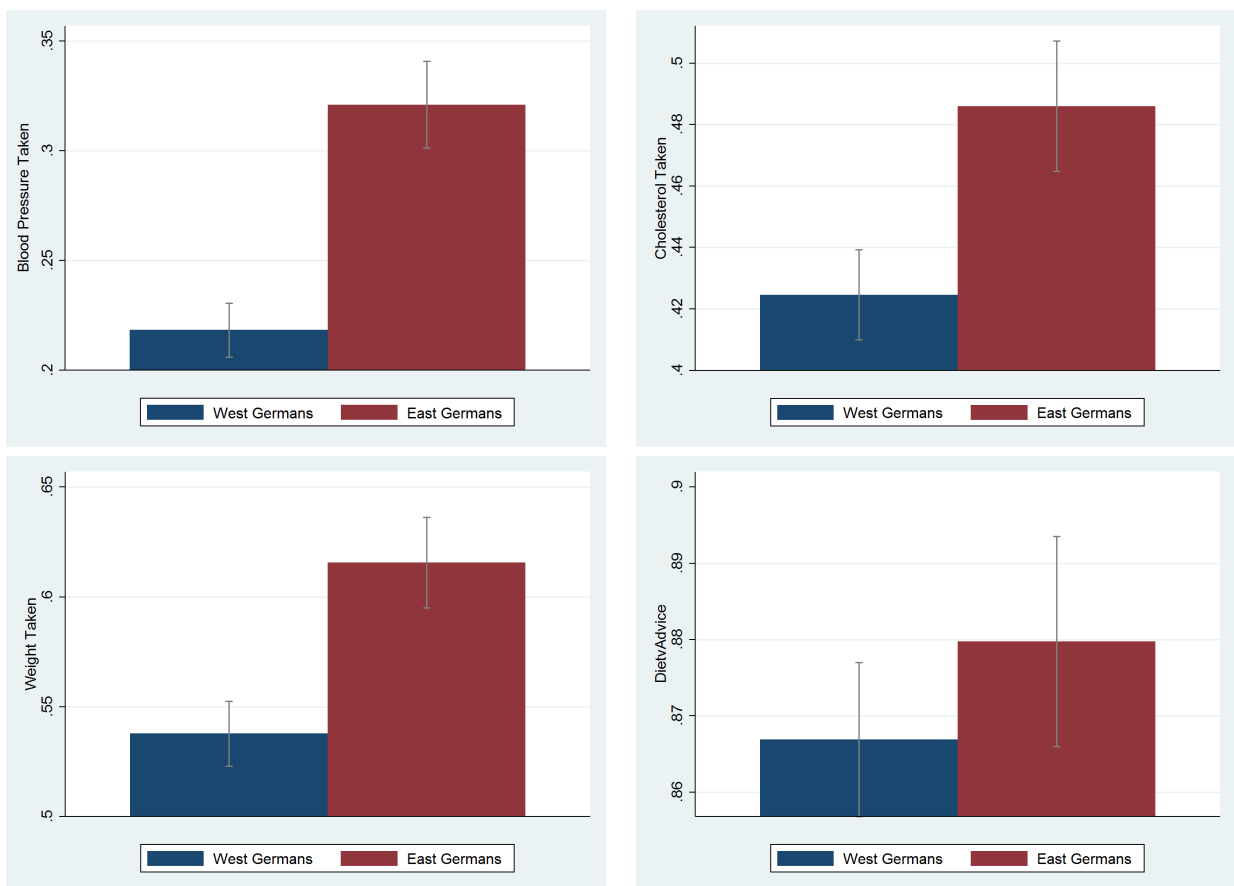 Blood Pressure Taken
.35
.3
.25
.2
West Germans East Germans
Cholesterol Taken
.5
.48
.46
.44
.42
.4
West Germans East Germans
Weight Taken
.65
.6
.55
.5
West Germans East Germans
DietvAdvice
.9
.89
.88
.87
.86
West Germans East Germans